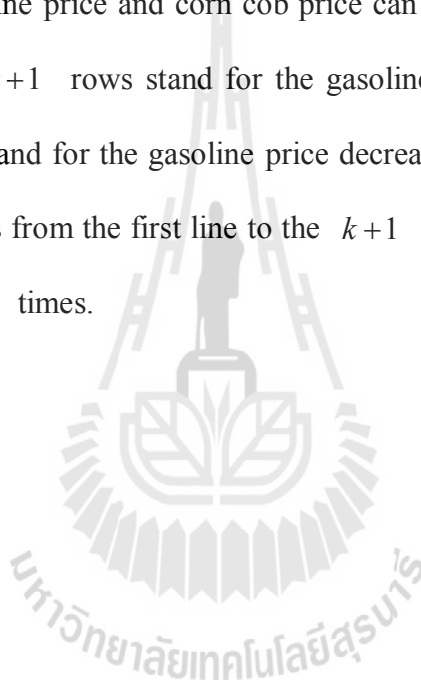 ne price and corn cob price can
+1 rows stand for the gasoline
and for the gasoline price decrea
s from the first line to the k+1
times.
มหาวิทยาลัยเทคโนโลยีสุรนารี